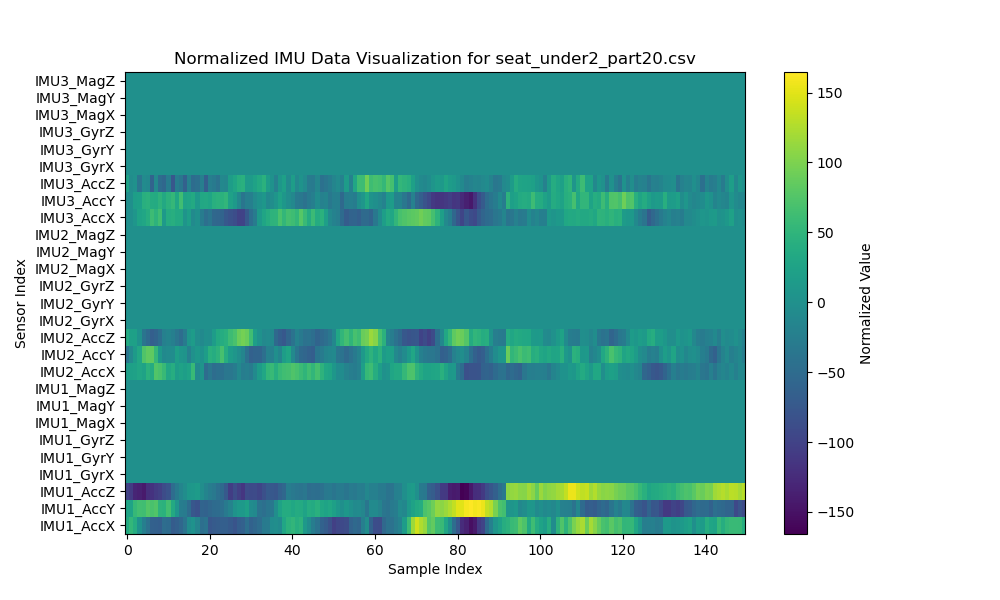 Normalized IMU Data Visualization for seat_under2_part20.csv
IMU3_MagZ
IMU3_MagY
IMU3_MagX
IMU3_GyrZ
IMU3_GyrY
IMU3_GyrX
IMU3_AccZ
IMU3_AccY
IMU3_AccX
IMU2_MagZ
IMU2_MagY
IMU2_MagX
IMU2_GyrZ
IMU2_GyrY
IMU2_GyrX
IMU2_AccZ
IMU2_AccY
IMU2_AccX
IMU1_MagZ
IMU1_MagY
IMU1_MagX
IMU1_GyrZ
IMU1_GyrY
IMU1_GyrX
IMU1_AccZ
IMU1_AccY
IMU1_AccX
Sensor Index
0 20 40 60 80 100 120 140
Sample Index
150
100
50
0
−50
−100
−150
Normalized Value